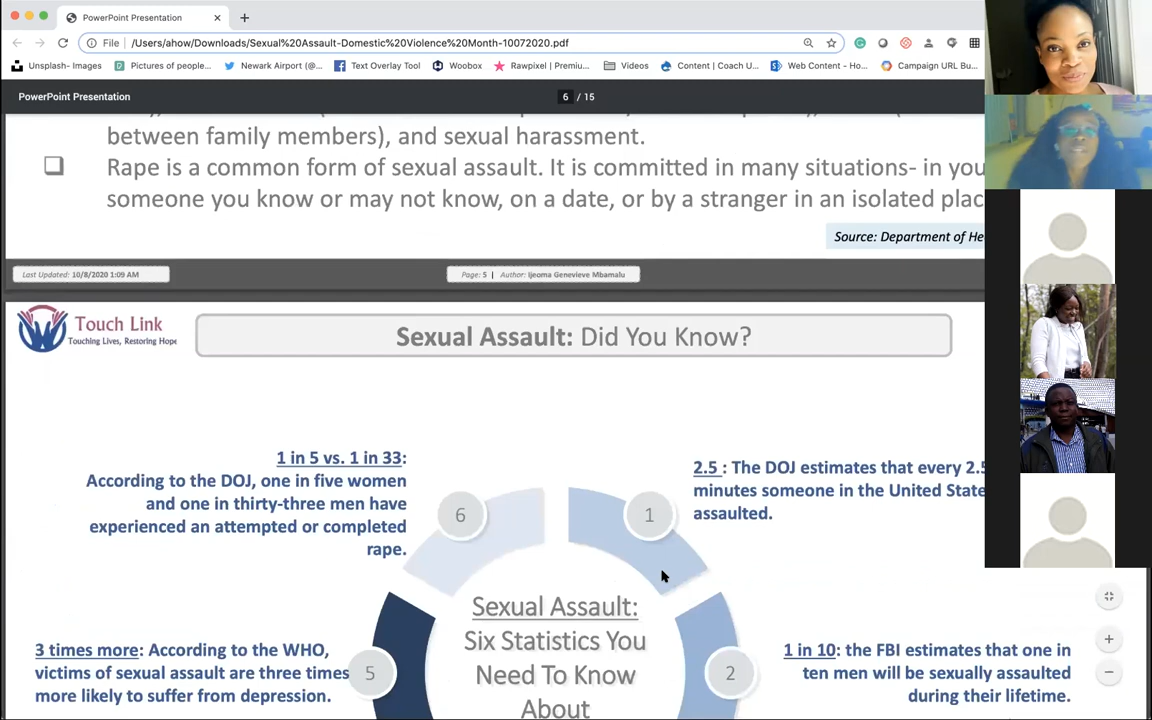 PowerPoint Presentation
File | /Users/ahow/Downloads/Sexual%20Assault-Domestic%20Violence%20Month-10072020.pdf
Unsplash- Images
Pictures of people...
Newark Airport (@...
Text Overlay Tool
Woobox
Rawpixel | Premiu...
Videos
Content | Coach U...
Web Content - Ho...
Campaign URL Bu...
PowerPoint Presentation
6 / 15
between family members), and sexual harassment.
Rape is a common form of sexual assault. It is committed in many situations- in you
someone you know or may not know, on a date, or by a stranger in an isolated plac
Source: Department of He
Last Updated: 10/8/2020 1:09 AM
Page: 5 | Author: Ijeoma Genevieve Mbamalu
Touch Link
Touching Lives, Restoring Hope
Sexual Assault: Did You Know?
1 in 5 vs. 1 in 33:
According to the DOJ, one in five women
and one in thirty-three men have
experienced an attempted or completed
rape.
6
1
2.5 : The DOJ estimates that every 2.5
minutes someone in the United State
assaulted.
Sexual Assault:
Six Statistics You
Need To Know
About
3 times more: According to the WHO,
victims of sexual assault are three times
more likely to suffer from depression.
5
2
1 in 10: the FBI estimates that one in
ten men will be sexually assaulted
during their lifetime.